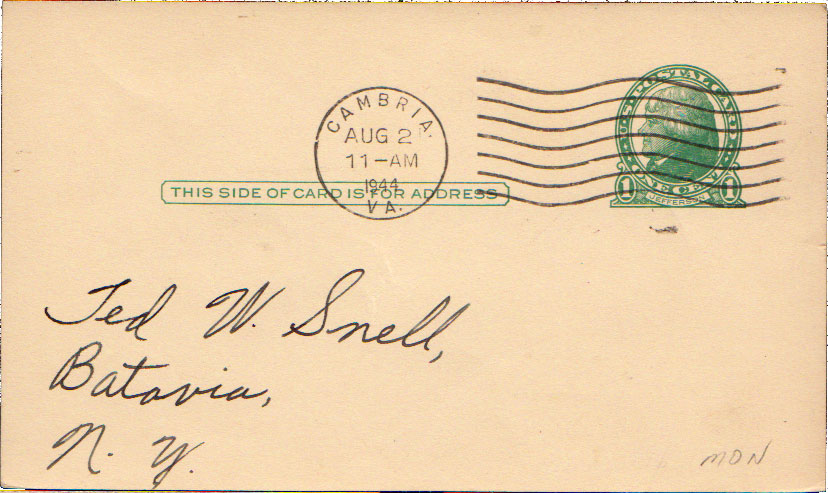 CAMBRIA.
AUG 2
11-AM
1944
VA.
U.S. POSTAL CARD
ONE CENT
1 1
JEFFERSON
THIS SIDE OF CARD IS FOR ADDRESS
Ted W. Snell,
Batavia,
N. Y.
MON